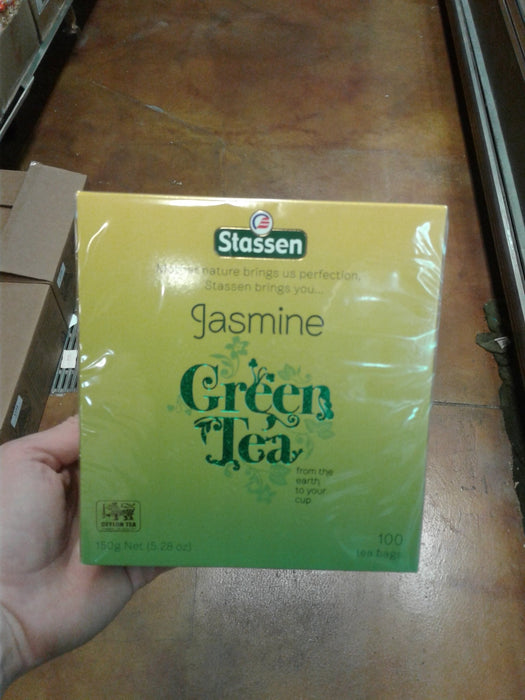 Stassen
Mother nature brings us perfection,
Stassen brings you...
Jasmine
Green
Tea
from the
earth
to your
cup
CEYLON TEA
150g Net (5.28 oz)
100
tea bags